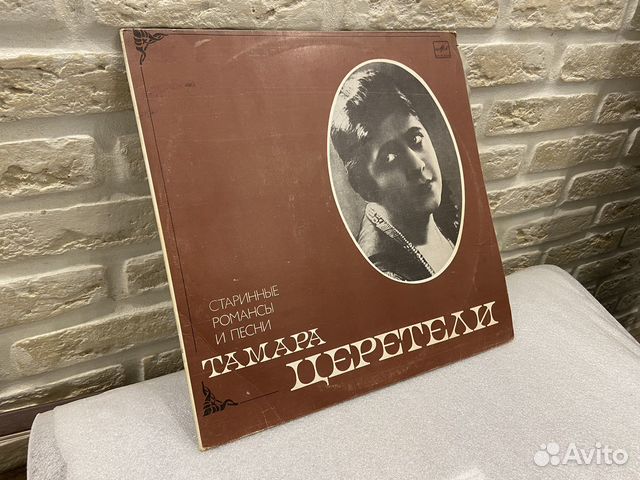 СТАРИННЫЕ
РОМАНСЫ
И ПЕСНИ
ТАМАРА
ЦЕРЕТЕЛИ
Avito